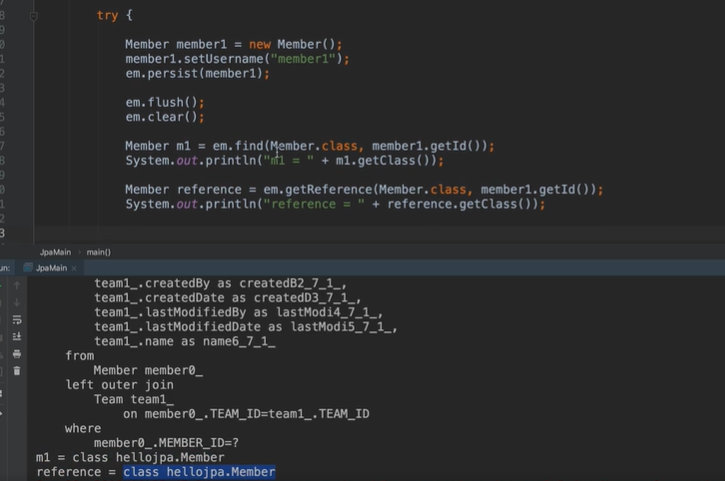 try {
Member member1 = new Member();
member1.setUsername("member1");
em.persist(member1);
em.flush();
em.clear();
Member m1 = em.find(Member.class, member1.getId());
System.out.println("m1 = " + m1.getClass());
Member reference = em.getReference(Member.class, member1.getId());
System.out.println("reference = " + reference.getClass());
JpaMain › main()
un: JpaMain ×
team1_.createdBy as createdB2_7_1_,
team1_.createdDate as createdD3_7_1_,
team1_.lastModifiedBy as lastModi4_7_1_,
team1_.lastModifiedDate as lastModi5_7_1_,
team1_.name as name6_7_1_
from
Member member0_
left outer join
Team team1_
on member0_.TEAM_ID=team1_.TEAM_ID
where
member0_.MEMBER_ID=?
m1 = class hellojpa.Member
reference = class hellojpa.Member